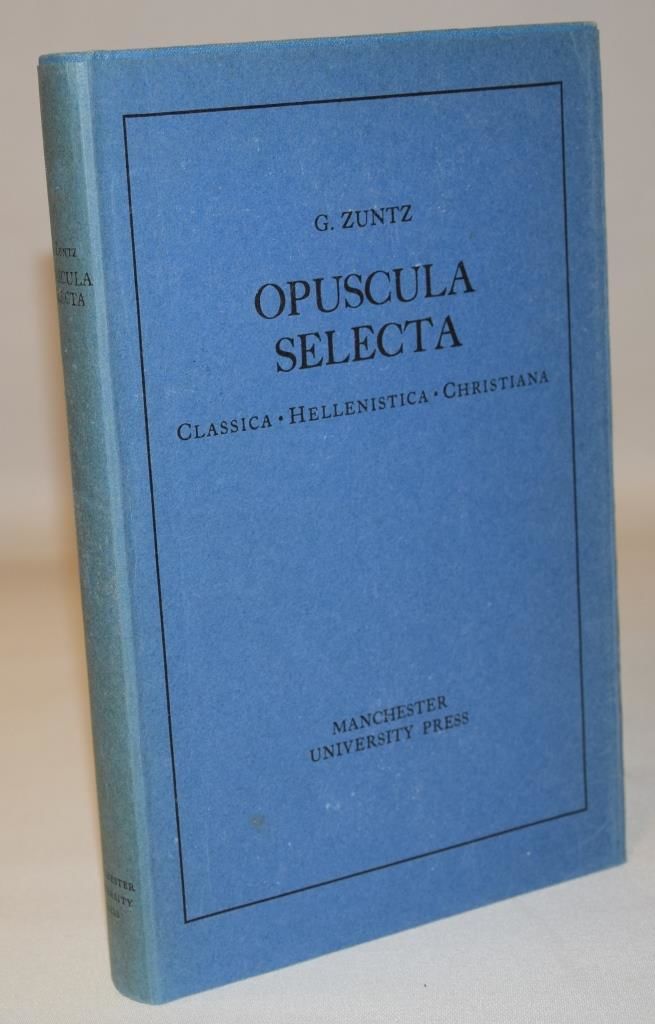 G. ZUNTZ
OPUSCULA
SELECTA
CLASSICA • HELLENISTICA • CHRISTIANA
MANCHESTER
UNIVERSITY PRESS